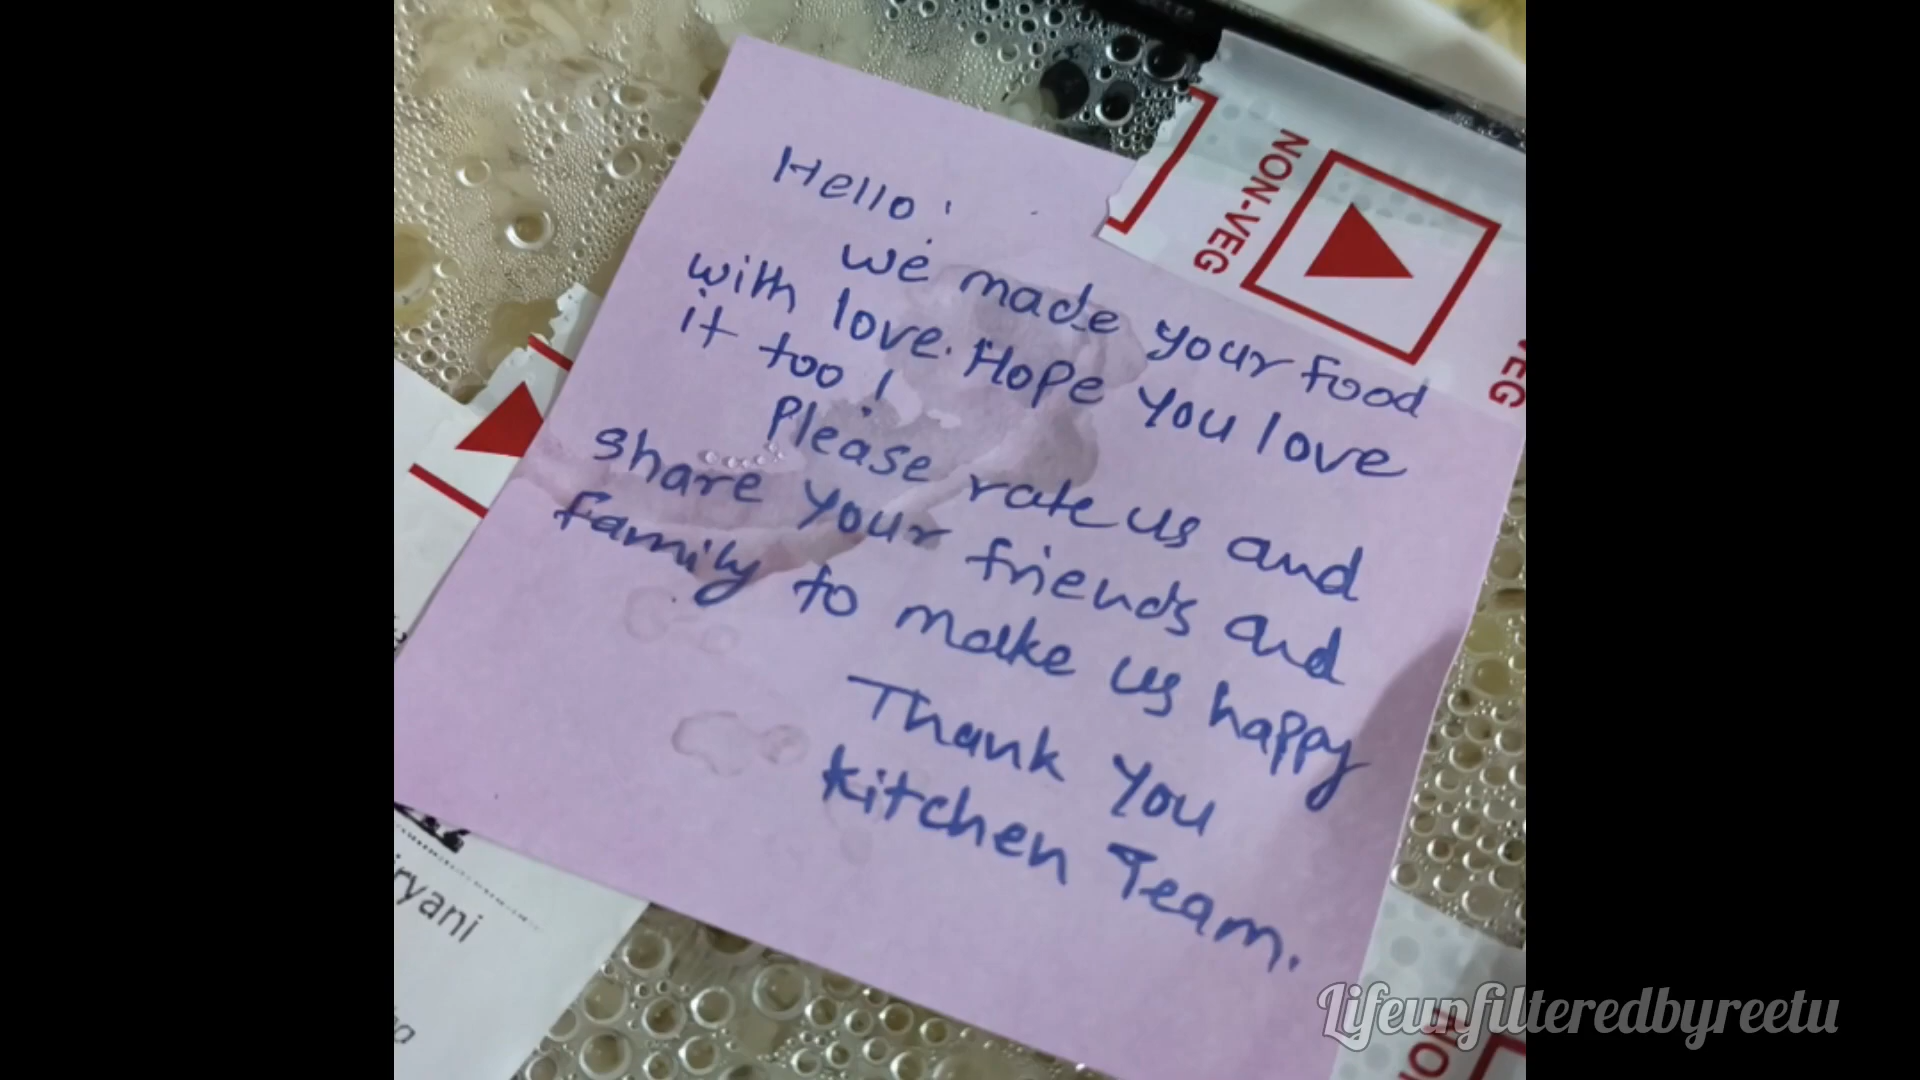 Hello!
We made your food
with love. Hope you love
it too!
Please rate us and
share your friends and
family to make us happy
Thank you
kitchen Team.
NON-VEG
VEG
iryani
NON
Lifeunfilteredbyreetu